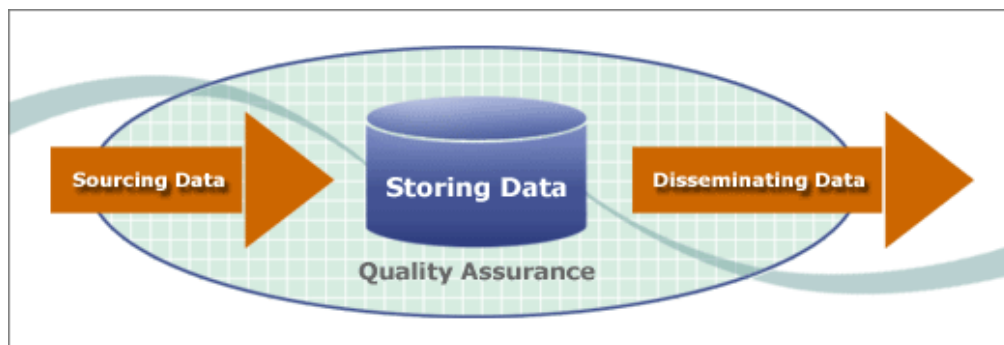 Sourcing Data
Storing Data
Disseminating Data
Quality Assurance